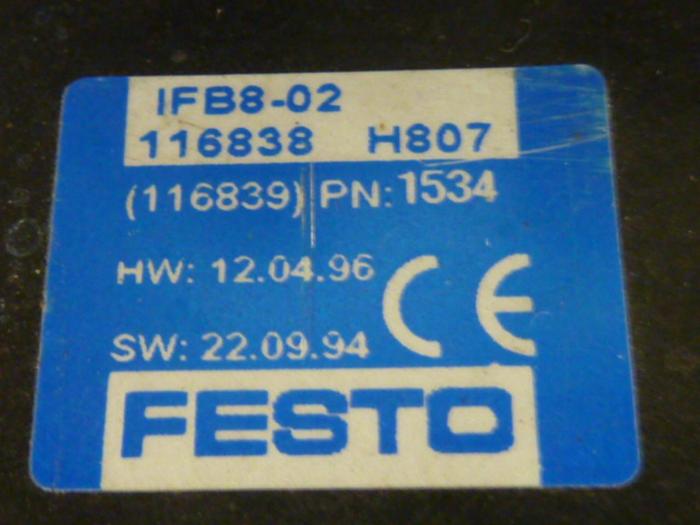 IFB8-02
116838 H807
(116839) PN: 1534
HW: 12.04.96
SW: 22.09.94
CE
FESTO